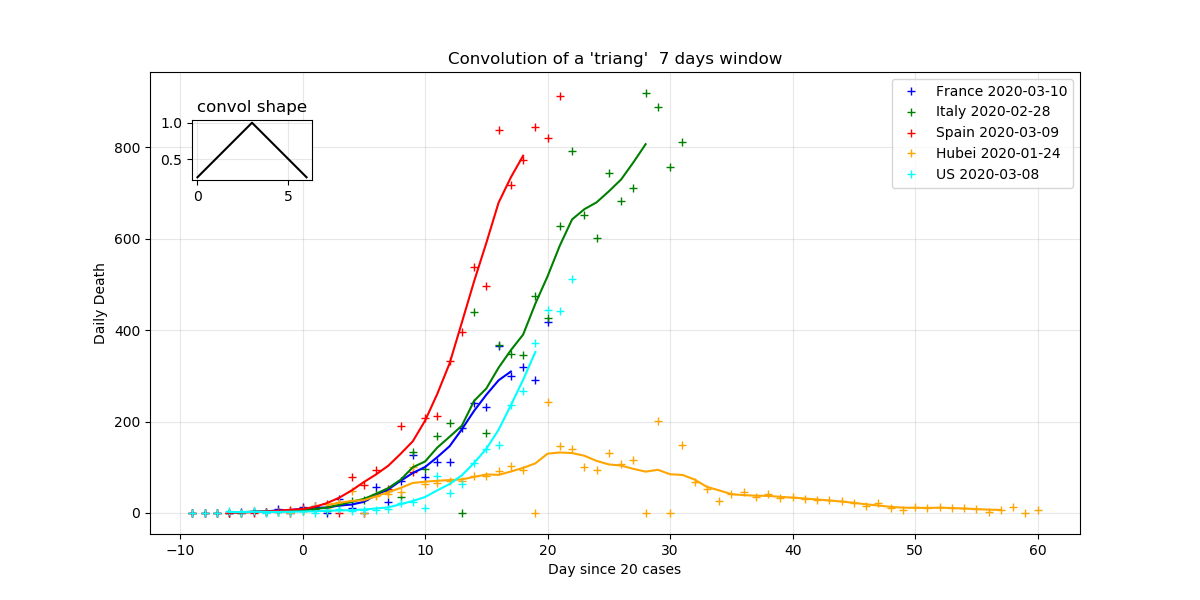 Convolution of a 'triang'  7 days window
convol shape
1.0
0.5
0 5
France 2020-03-10
Italy 2020-02-28
Spain 2020-03-09
Hubei 2020-01-24
US 2020-03-08
Daily Death
800
600
400
200
0
−10 0 10 20 30 40 50 60
Day since 20 cases